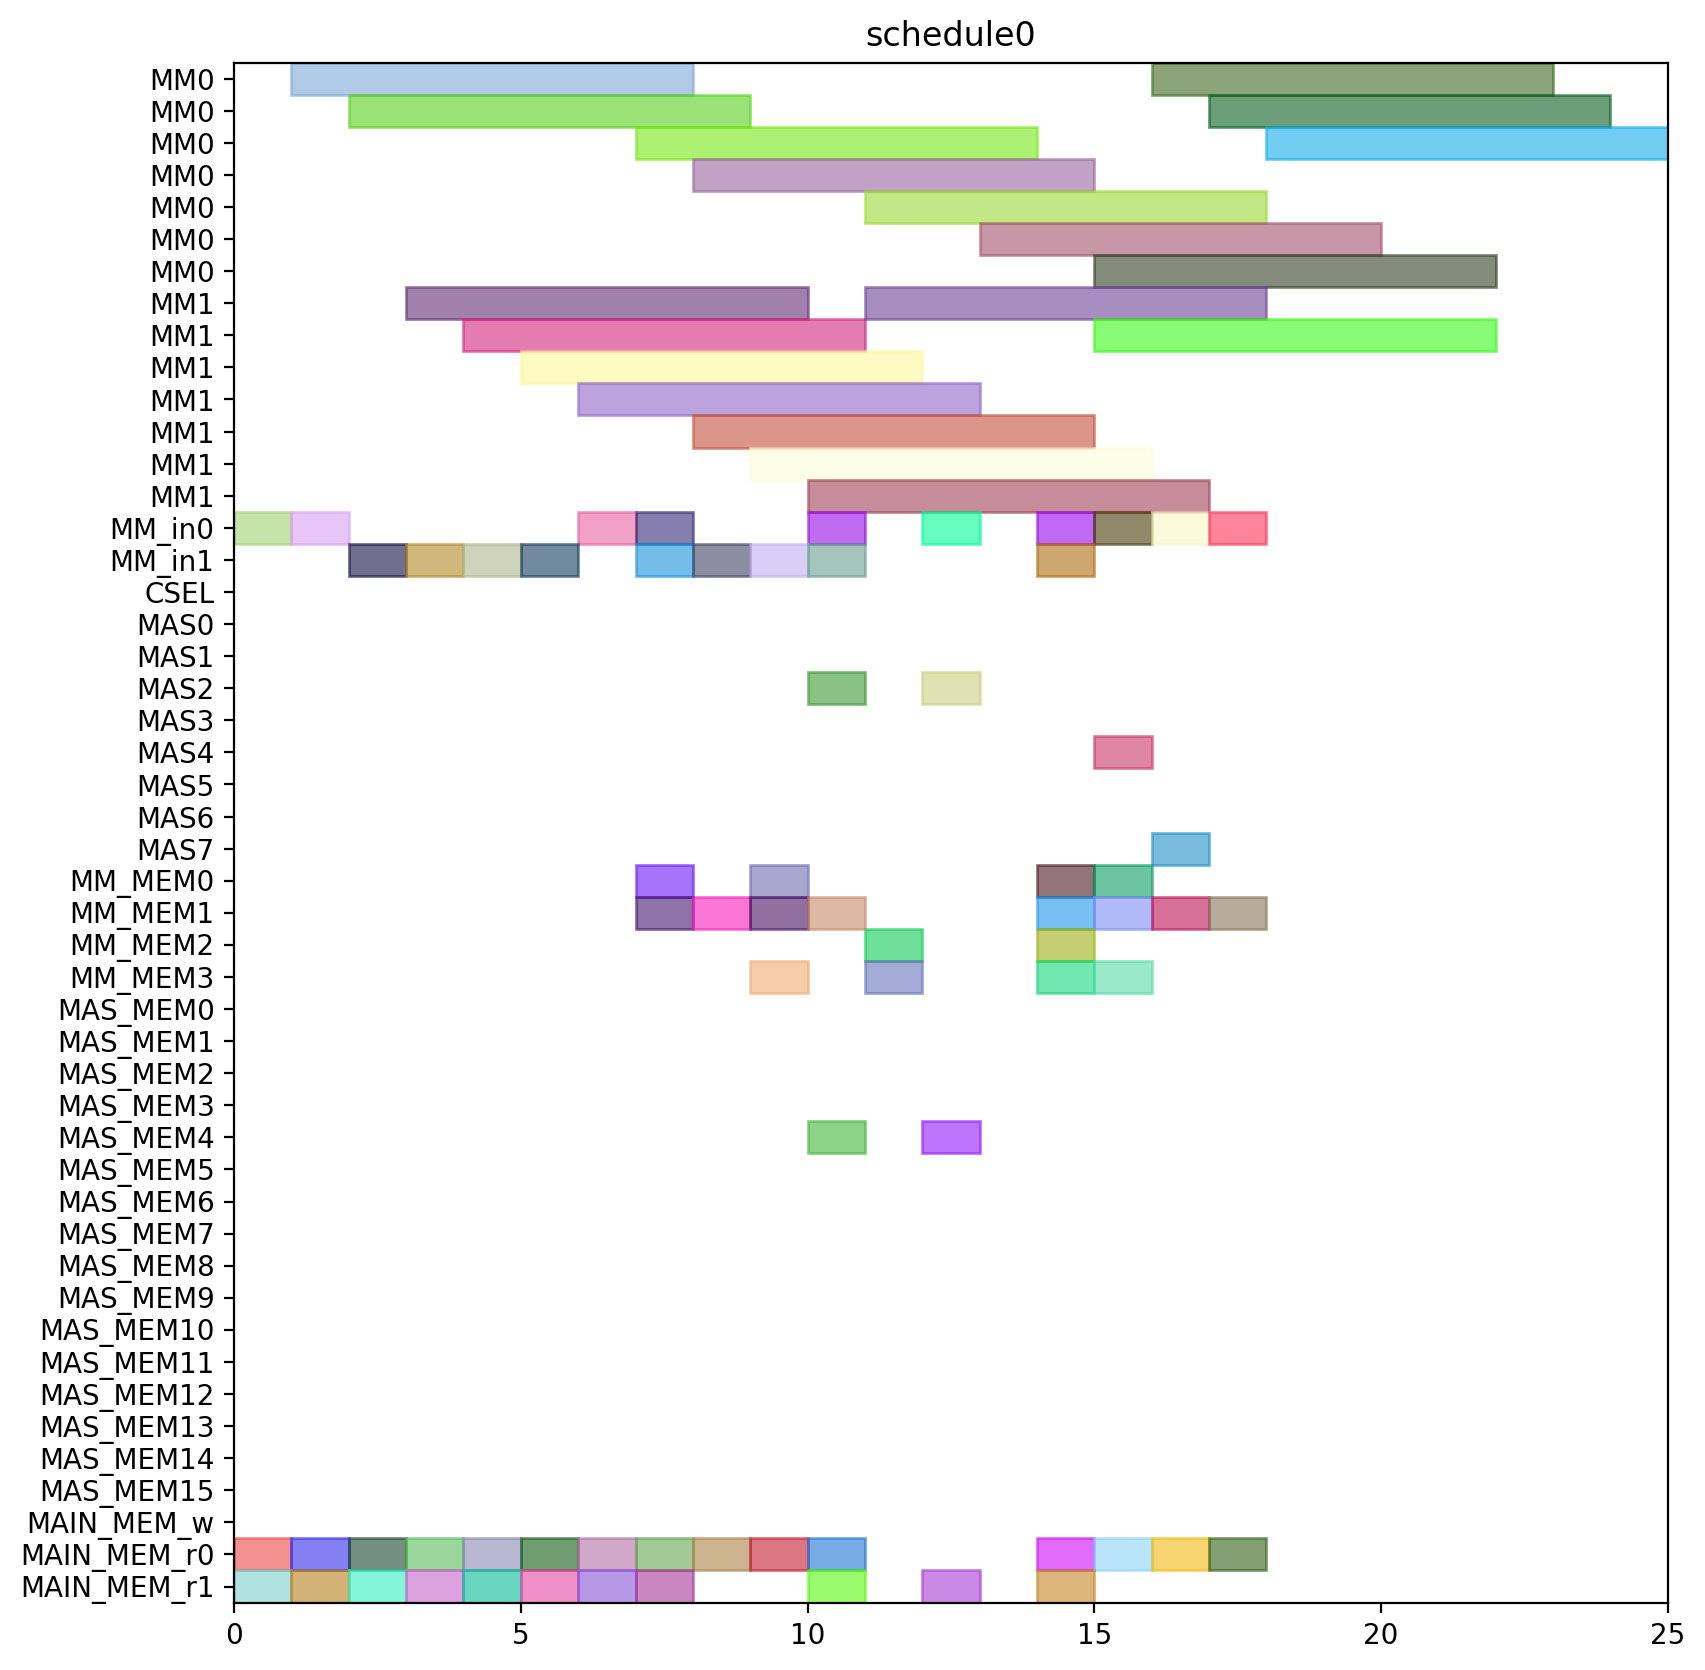 schedule0
MM0
MM0
MM0
MM0
MM0
MM0
MM0
MM1
MM1
MM1
MM1
MM1
MM1
MM1
MM_in0
MM_in1
CSEL
MAS0
MAS1
MAS2
MAS3
MAS4
MAS5
MAS6
MAS7
MM_MEM0
MM_MEM1
MM_MEM2
MM_MEM3
MAS_MEM0
MAS_MEM1
MAS_MEM2
MAS_MEM3
MAS_MEM4
MAS_MEM5
MAS_MEM6
MAS_MEM7
MAS_MEM8
MAS_MEM9
MAS_MEM10
MAS_MEM11
MAS_MEM12
MAS_MEM13
MAS_MEM14
MAS_MEM15
MAIN_MEM_w
MAIN_MEM_r0
MAIN_MEM_r1
0 5 10 15 20 25